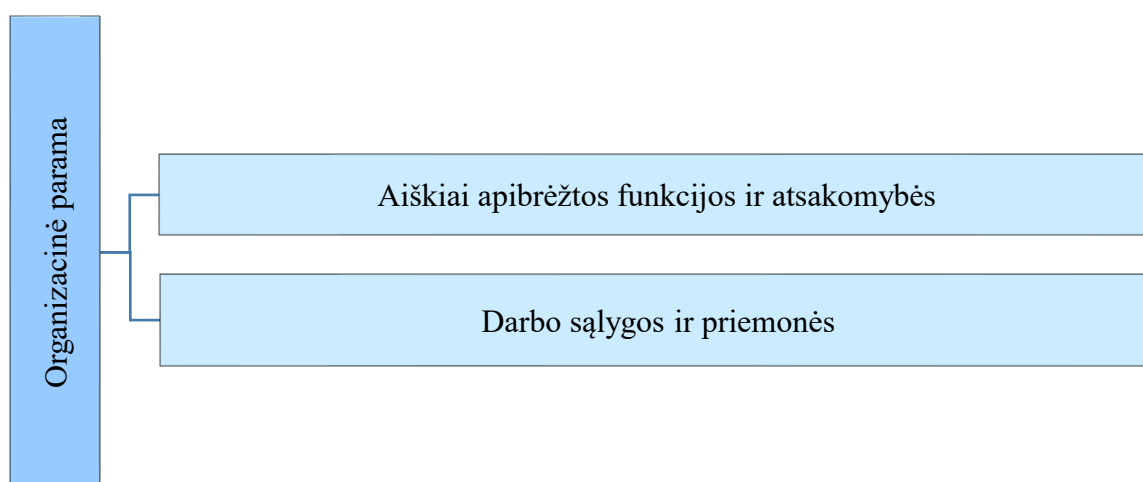 Organizacinė parama
Aiškiai apibrėžtos funkcijos ir atsakomybės
Darbo sąlygos ir priemonės